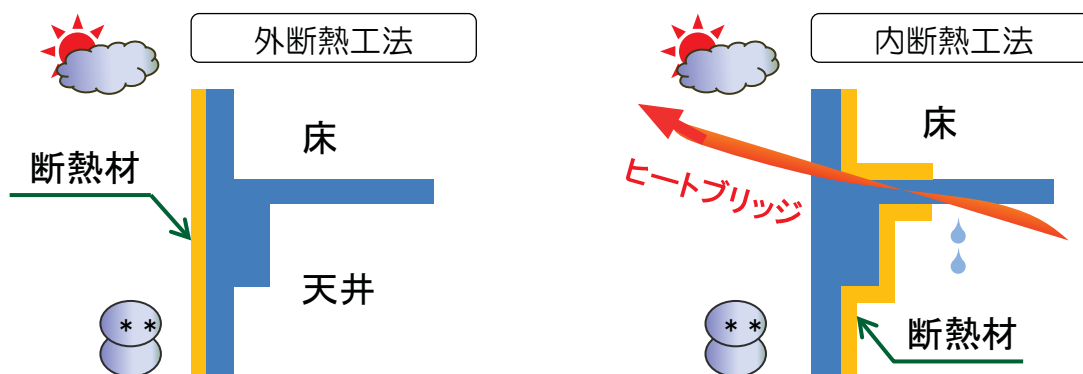 外断熱工法
床
断熱材
天井
内断熱工法
床
ヒートブリッジ
断熱材